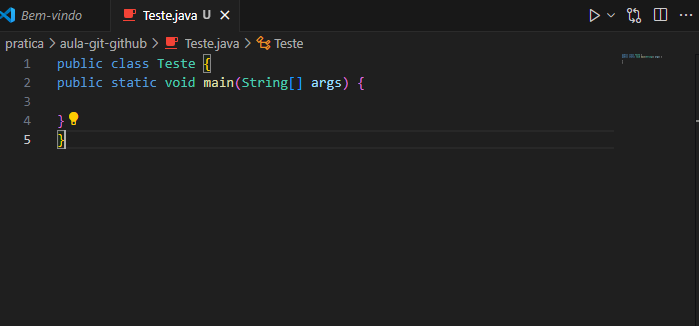 Bem-vindo Teste.java U
pratica > aula-git-github > Teste.java > Teste
1 public class Teste {
2 public static void main(String[] args) {
3
4 }
5 }